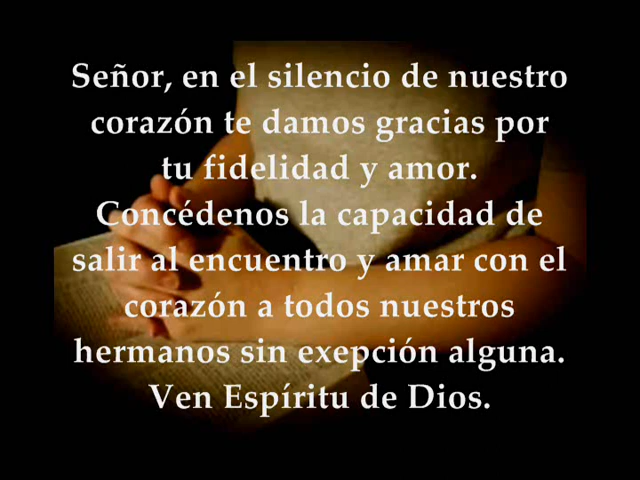 Señor, en el silencio de nuestro
corazón te damos gracias por
tu fidelidad y amor.
Concédenos la capacidad de
salir al encuentro y amar con el
corazón a todos nuestros
hermanos sin exepción alguna.
Ven Espíritu de Dios.